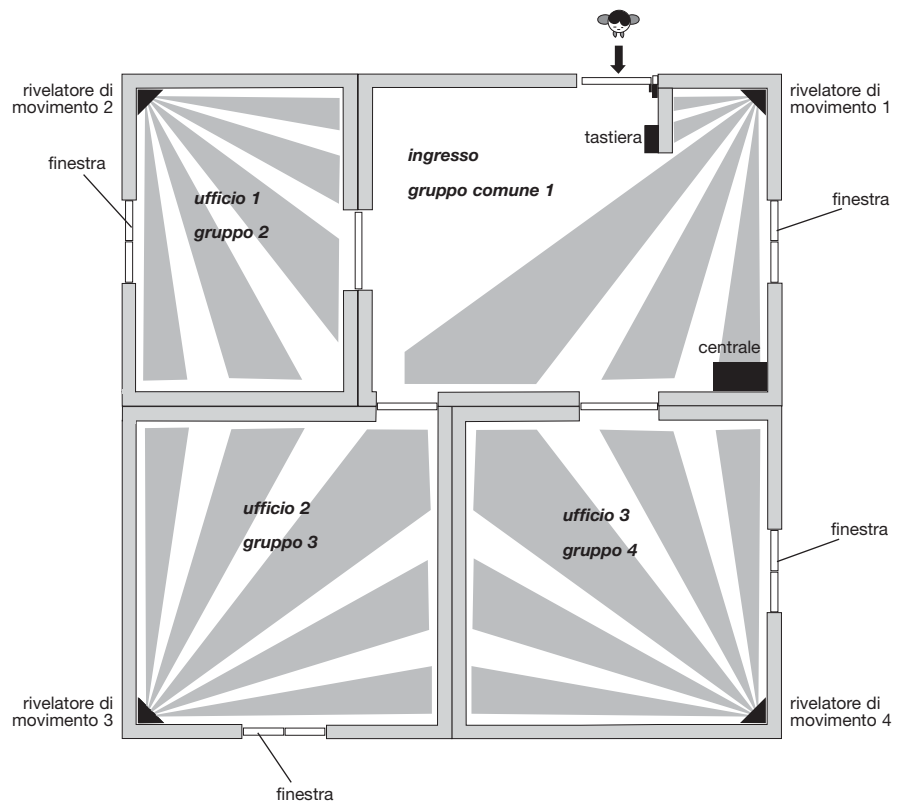 rivelatore di
movimento 2
rivelatore di
movimento 1
tastiera
ingresso
gruppo comune 1
finestra
ufficio 1
gruppo 2
finestra
centrale
ufficio 2
gruppo 3
ufficio 3
gruppo 4
finestra
rivelatore di
movimento 3
rivelatore di
movimento 4
finestra